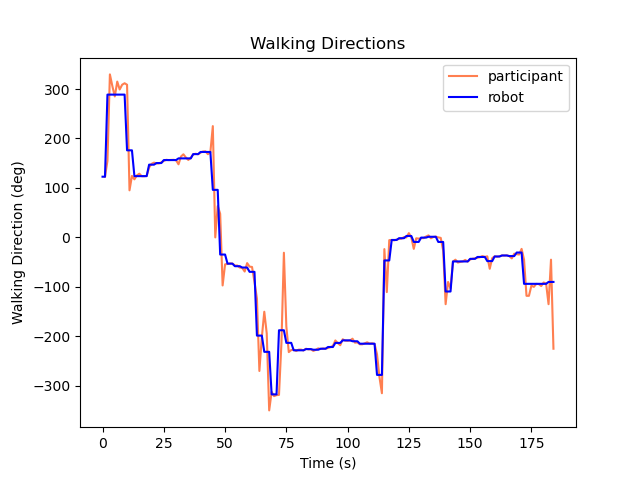 Walking Directions
participant
robot
300
200
100
0
−100
−200
−300
Walking Direction (deg)
0 25 50 75 100 125 150 175
Time (s)